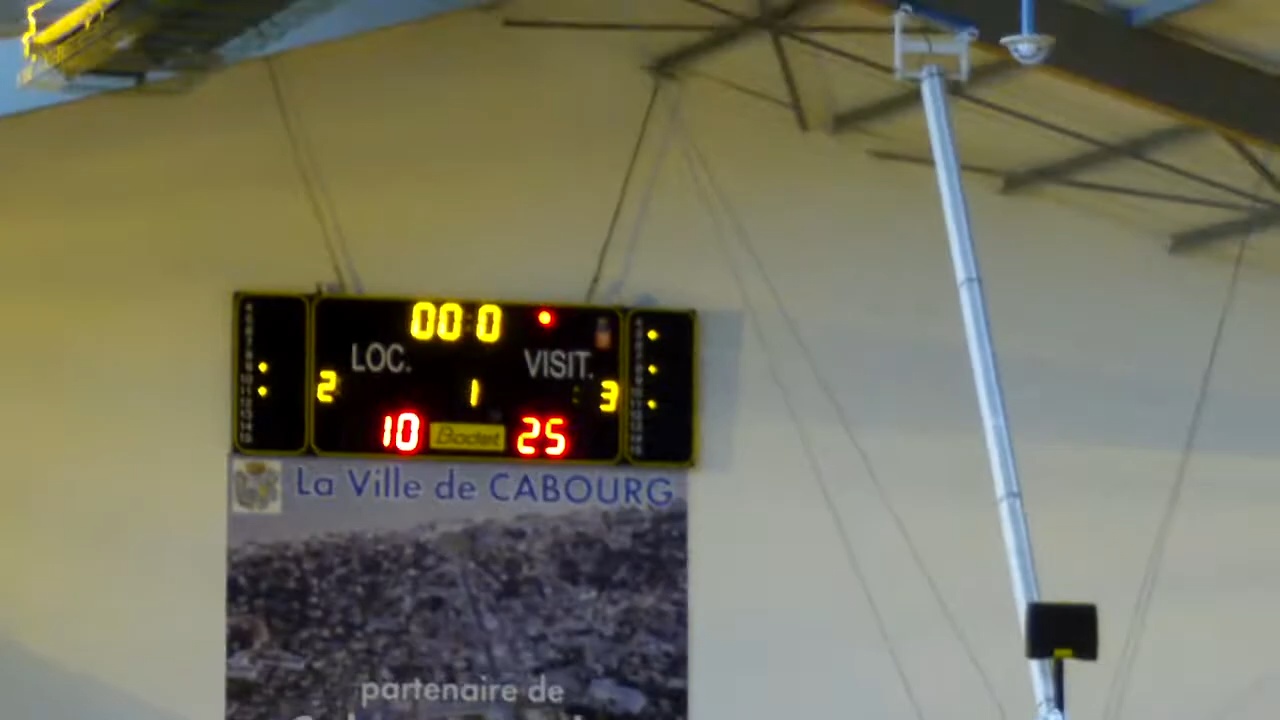 00:0
LOC. VISIT.
2 1 3
10 Bodet 25
La Ville de CABOURG
partenaire de